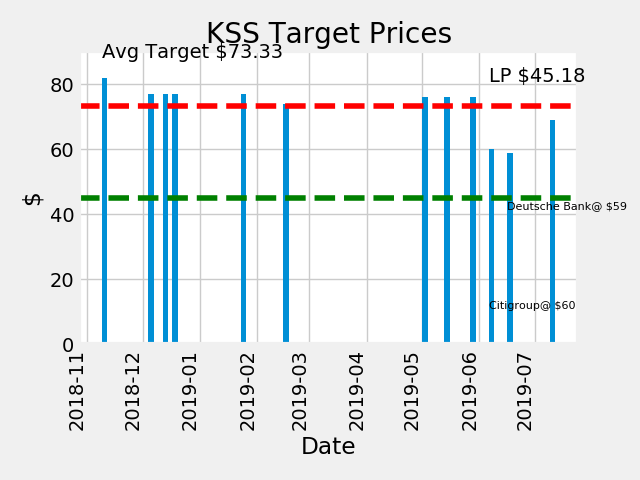 KSS Target Prices
Avg Target $73.33
LP $45.18
80
60
40
20
0
$
Deutsche Bank@ $59
Citigroup@ $60
2018-11
2018-12
2019-01
2019-02
2019-03
2019-04
2019-05
2019-06
2019-07
Date